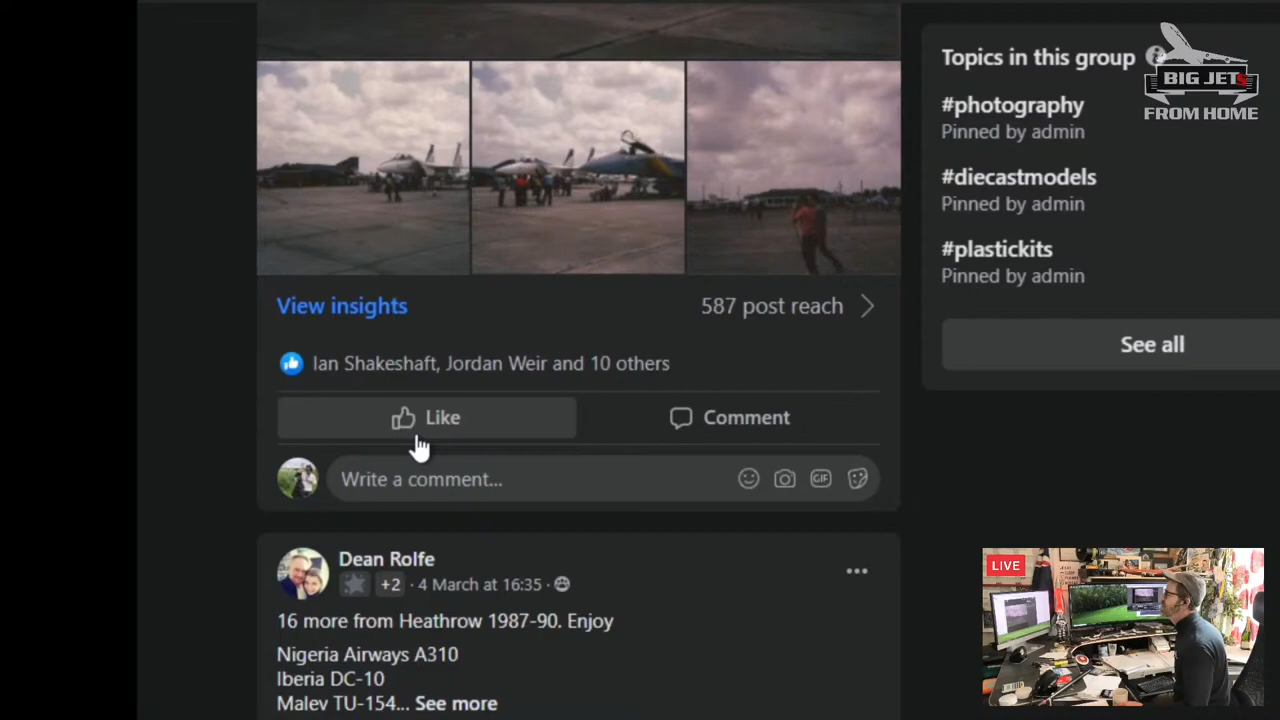 Topics in this group
BIG JETs
FROM HOME
#photography
Pinned by admin
#diecastmodels
Pinned by admin
#plastickits
Pinned by admin
See all
View insights
587 post reach
Ian Shakeshaft, Jordan Weir and 10 others
Like
Comment
Write a comment...
GIF
Dean Rolfe
+2 · 4 March at 16:35 ·
16 more from Heathrow 1987-90. Enjoy
Nigeria Airways A310
Iberia DC-10
Malev TU-154... See more
LIVE